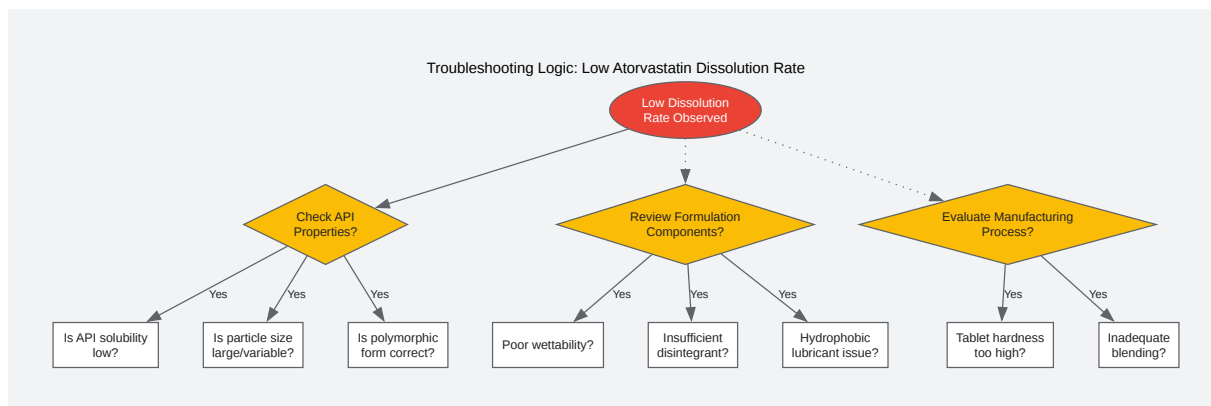 Troubleshooting Logic: Low Atorvastatin Dissolution Rate
Low Dissolution
Rate Observed
Check API
Properties?
Review Formulation
Components?
Evaluate Manufacturing
Process?
Yes
Yes
Yes
Yes
Yes
Yes
Yes
Yes
Is API solubility
low?
Is particle size
large/variable?
Is polymorphic
form correct?
Poor wettability?
Insufficient
disintegrant?
Hydrophobic
lubricant issue?
Tablet hardness
too high?
Inadequate
blending?